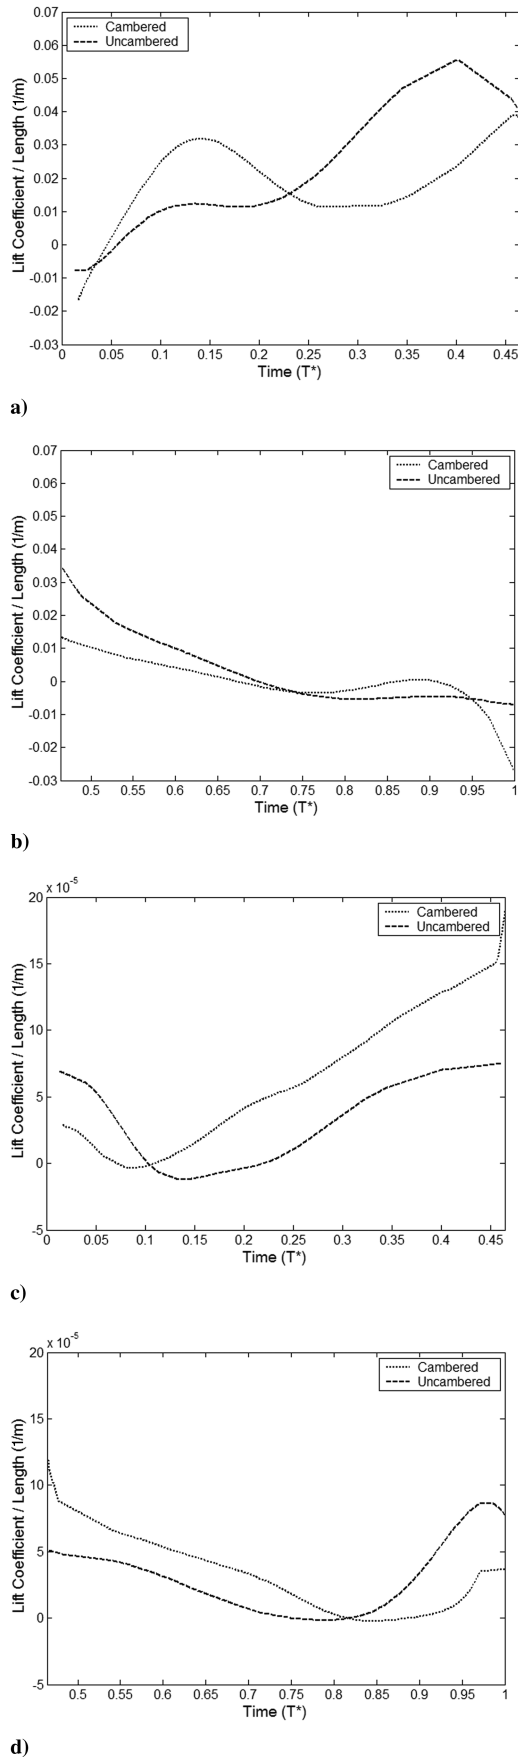 0.07
0.06
0.05
0.04
0.03
0.02
0.01
0
-0.01
-0.02
-0.03
Lift Coefficient / Length (1/m)
Cambered
Uncambered
0 0.05 0.1 0.15 0.2 0.25 0.3 0.35 0.4 0.45
Time (T*)
a)
0.07
0.06
0.05
0.04
0.03
0.02
0.01
0
-0.01
-0.02
-0.03
Lift Coefficient / Length (1/m)
Cambered
Uncambered
0.5 0.55 0.6 0.65 0.7 0.75 0.8 0.85 0.9 0.95 1
Time (T*)
b)
x 10^-5
20
15
10
5
0
-5
Lift Coefficient / Length (1/m)
Cambered
Uncambered
0 0.05 0.1 0.15 0.2 0.25 0.3 0.35 0.4 0.45
Time (T*)
c)
x 10^-5
20
15
10
5
0
-5
Lift Coefficient / Length (1/m)
Cambered
Uncambered
0.5 0.55 0.6 0.65 0.7 0.75 0.8 0.85 0.9 0.95 1
Time (T*)
d)